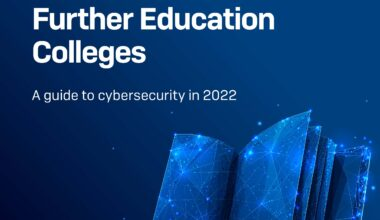 Further Education
Colleges
A guide to cybersecurity in 2022